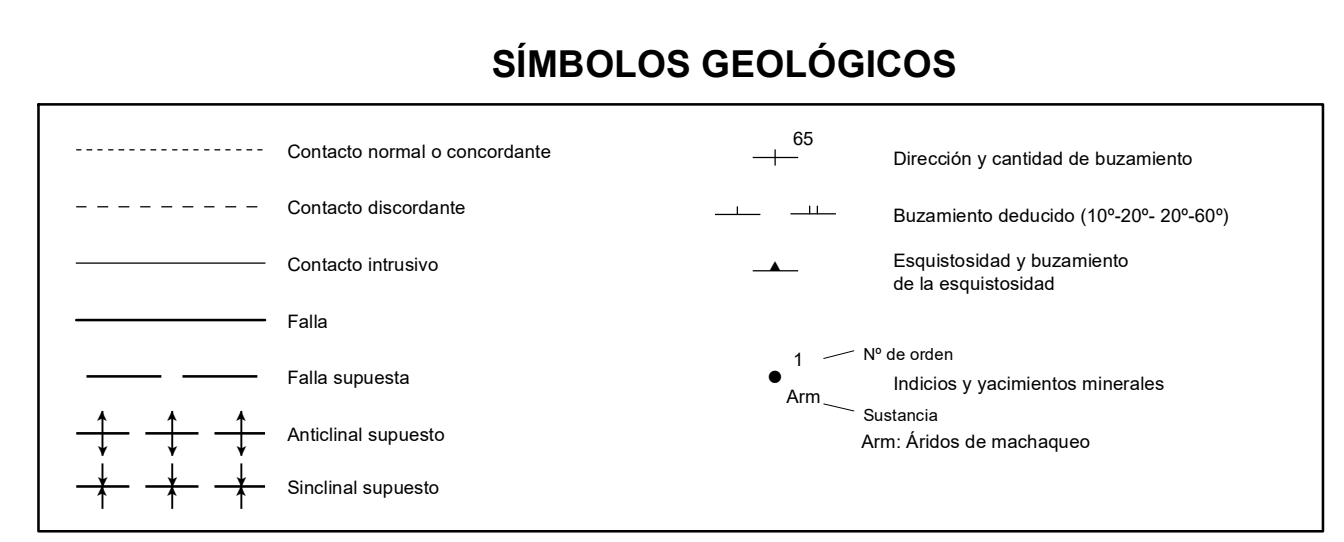 SÍMBOLOS GEOLÓGICOS
Contacto normal o concordante
Contacto discordante
Contacto intrusivo
Falla
Falla supuesta
Anticlinal supuesto
Sinclinal supuesto
65
Dirección y cantidad de buzamiento
Buzamiento deducido (10º-20º- 20º-60º)
Esquistosidad y buzamiento
de la esquistosidad
1
Nº de orden
Indicios y yacimientos minerales
Arm
Sustancia
Arm: Áridos de machaqueo